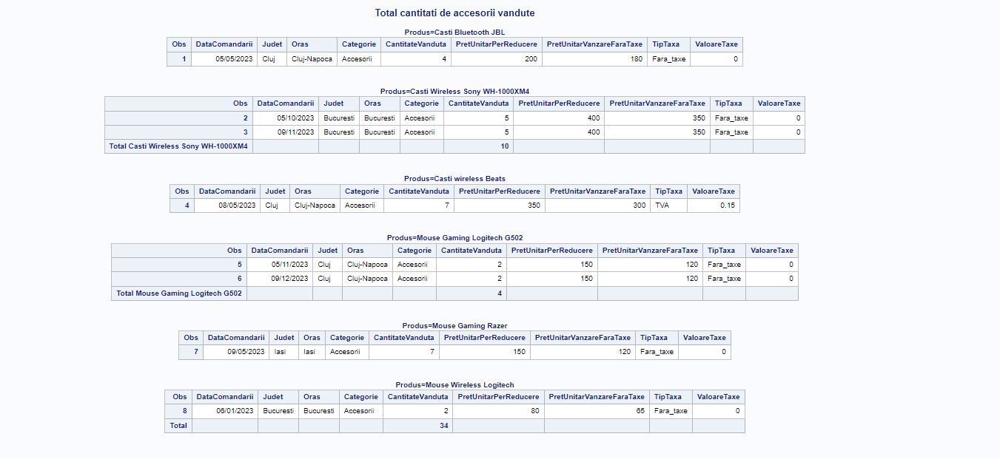 Total cantitati de accesorii vandute
Produs=Casti Bluetooth JBL
Obs DataComandarii Judet Oras Categorie CantitateVanduta PretUnitarPerReducere PretUnitarVanzareFaraTaxe TipTaxa ValoareTaxe
1 05/05/2023 Cluj Cluj-Napoca Accesorii 4 200 180 Fara_taxe 0
Produs=Casti Wireless Sony WH-1000XM4
Obs DataComandarii Judet Oras Categorie CantitateVanduta PretUnitarPerReducere PretUnitarVanzareFaraTaxe TipTaxa ValoareTaxe
2 05/10/2023 Bucuresti Bucuresti Accesorii 5 400 350 Fara_taxe 0
3 09/11/2023 Bucuresti Bucuresti Accesorii 5 400 350 Fara_taxe 0
Total Casti Wireless Sony WH-1000XM4 10
Produs=Casti wireless Beats
Obs DataComandarii Judet Oras Categorie CantitateVanduta PretUnitarPerReducere PretUnitarVanzareFaraTaxe TipTaxa ValoareTaxe
4 08/05/2023 Cluj Cluj-Napoca Accesorii 7 350 300 TVA 0.15
Produs=Mouse Gaming Logitech G502
Obs DataComandarii Judet Oras Categorie CantitateVanduta PretUnitarPerReducere PretUnitarVanzareFaraTaxe TipTaxa ValoareTaxe
5 05/11/2023 Cluj Cluj-Napoca Accesorii 2 150 120 Fara_taxe 0
6 09/12/2023 Cluj Cluj-Napoca Accesorii 2 150 120 Fara_taxe 0
Total Mouse Gaming Logitech G502 4
Produs=Mouse Gaming Razer
Obs DataComandarii Judet Oras Categorie CantitateVanduta PretUnitarPerReducere PretUnitarVanzareFaraTaxe TipTaxa ValoareTaxe
7 09/05/2023 Iasi Iasi Accesorii 7 150 120 Fara_taxe 0
Produs=Mouse Wireless Logitech
Obs DataComandarii Judet Oras Categorie CantitateVanduta PretUnitarPerReducere PretUnitarVanzareFaraTaxe TipTaxa ValoareTaxe
8 06/01/2023 Bucuresti Bucuresti Accesorii 2 80 65 Fara_taxe 0
Total 34